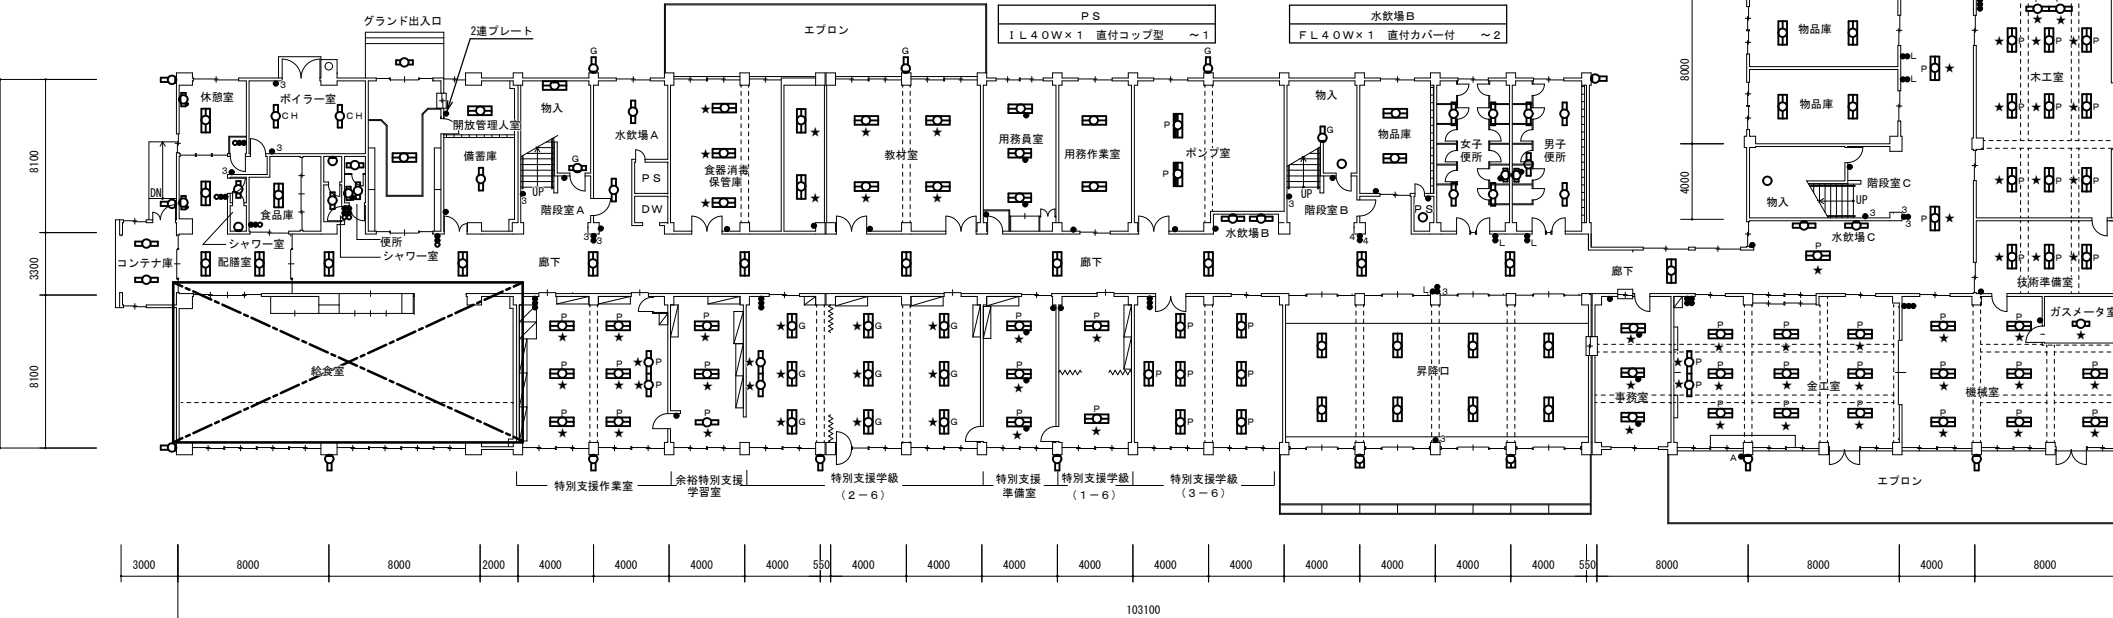 グランド出入口
2連プレート
エプロン
PS
IL40W×1 直付コップ型 ~1
水飲場B
FL40W×1 直付カバー付 ~2
物品庫
物品庫
木工室
8000
4000
8100
3300
8100
休憩室
ボイラー室
CH
CH
開放管理人室
物入
水飲場A
備蓄庫
PS
DW
UP
階段室A
食器消毒
保管庫
教材室
用務員室
用務作業室
ポンプ室
水飲場B
物入
UP
階段室B
物品庫
PS
女子
便所
男子
便所
物入
階段室C
UP
水飲場C
技術準備室
DN
食品庫
シャワー室
配膳室
便所
シャワー室
コンテナ庫
廊下
廊下
廊下
給食室
昇降口
事務室
金工室
機械室
ガスメータ室
特別支援作業室
余裕特別支援
学習室
特別支援学級
(2-6)
特別支援
準備室
特別支援学級
(1-6)
特別支援学級
(3-6)
エプロン
3000
8000
8000
2000
4000
4000
4000
550
4000
4000
4000
4000
4000
4000
4000
4000
4000
4000
550
8000
8000
4000
8000
103100